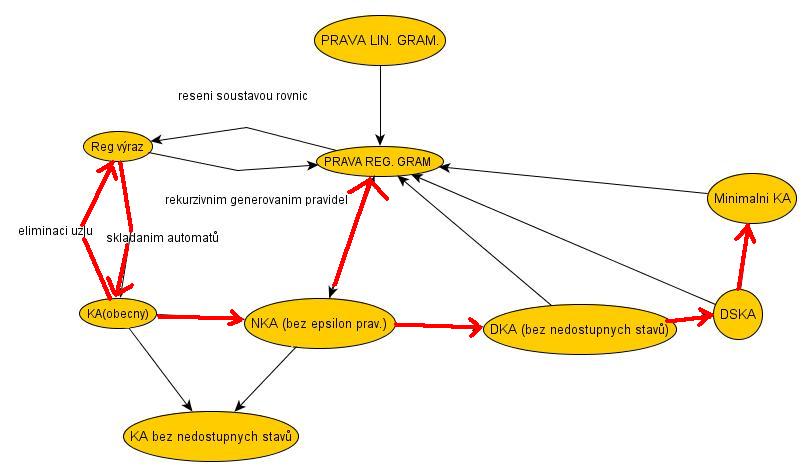 PRAVA LIN. GRAM.
reseni soustavou rovnic
Reg výraz
PRAVA REG. GRAM
rekurzivnim generovanim pravidel
Minimalni KA
eliminaci uzlu
skladanim automatů
KA(obecny)
NKA (bez epsilon prav.)
DKA (bez nedostupnych stavů)
DSKA
KA bez nedostupnych stavů